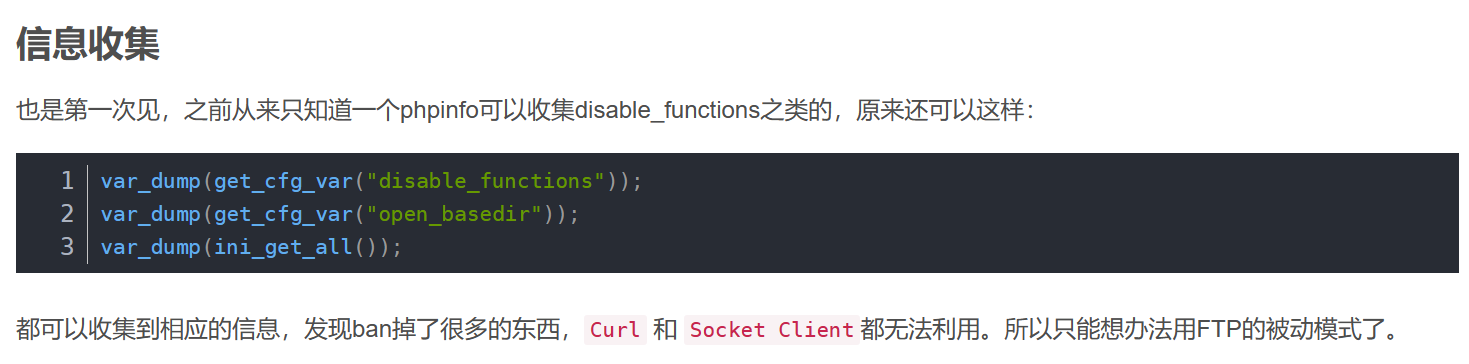 信息收集
也是第一次见，之前从来只知道一个phpinfo可以收集disable_functions之类的，原来还可以这样：
1 var_dump(get_cfg_var("disable_functions"));
2 var_dump(get_cfg_var("open_basedir"));
3 var_dump(ini_get_all());
都可以收集到相应的信息，发现ban掉了很多的东西，Curl 和 Socket Client都无法利用。所以只能想办法用FTP的被动模式了。